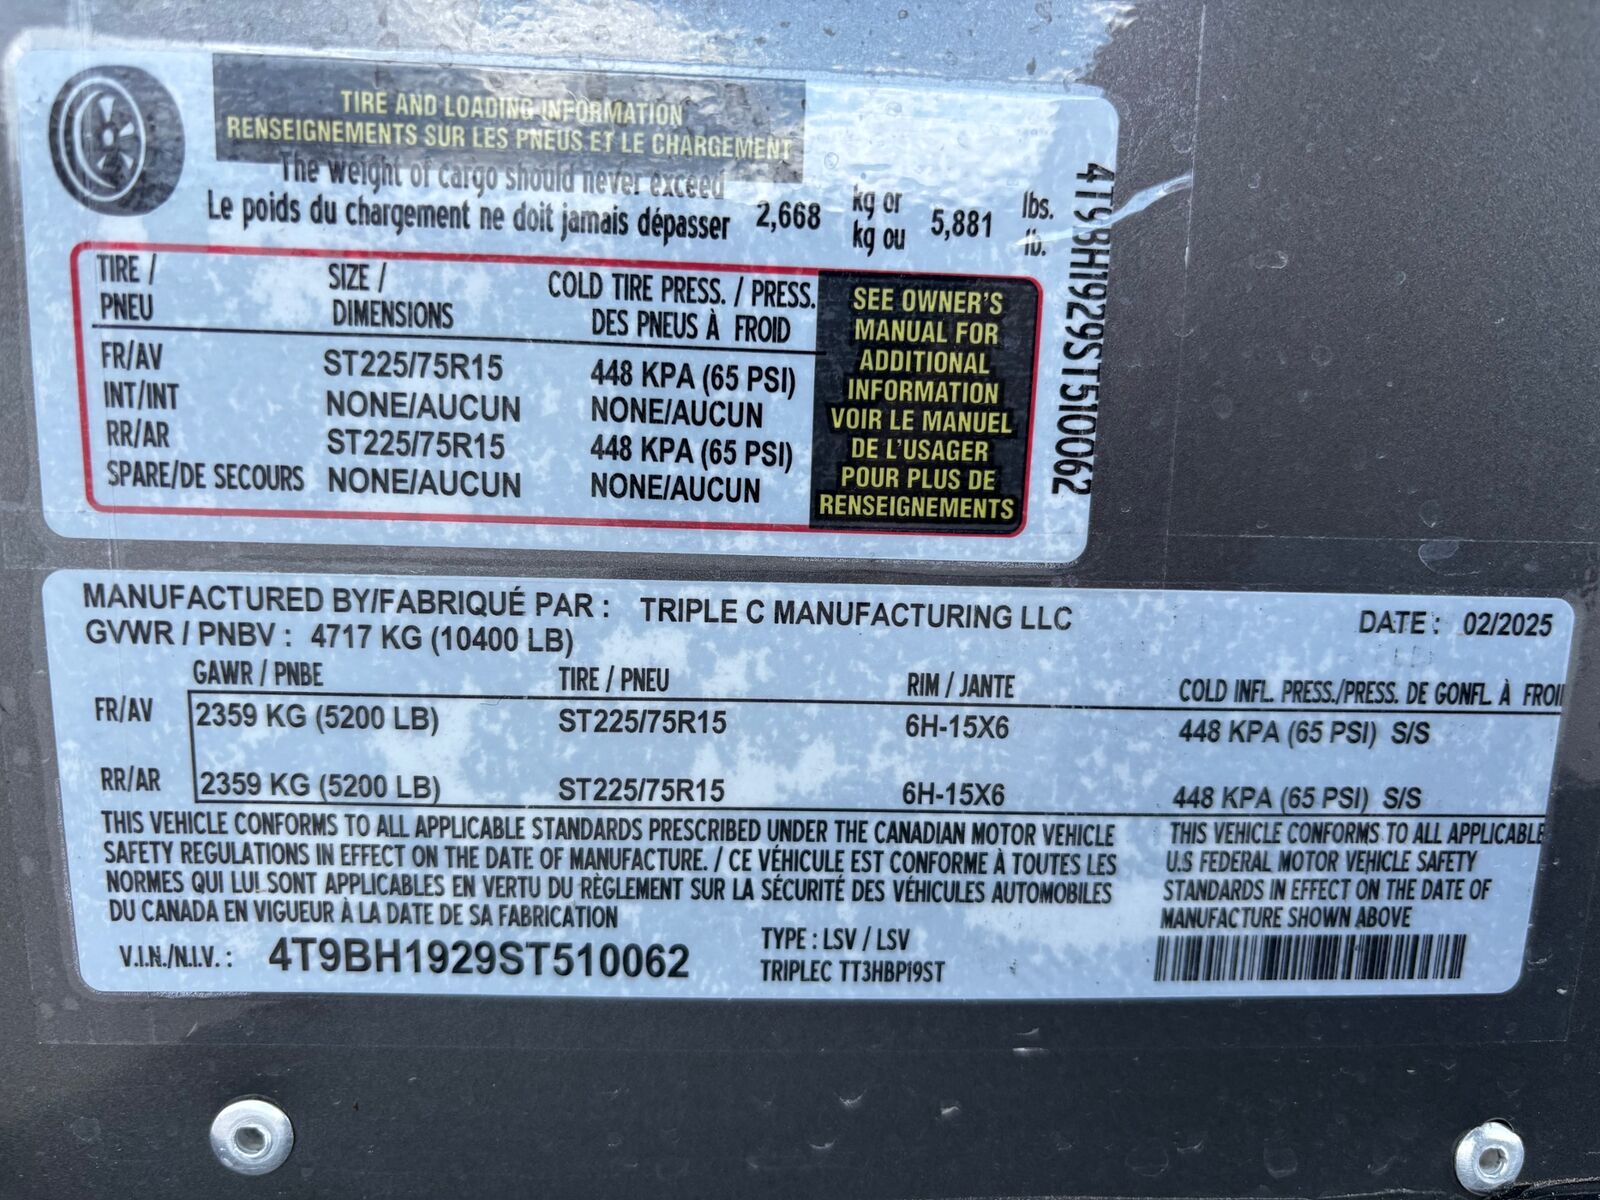 TIRE AND LOADING INFORMATION
RENSEIGNEMENTS SUR LES PNEUS ET LE CHARGEMENT
The weight of cargo should never exceed
Le poids du chargement ne doit jamais dépasser 2,668 kg or kg ou 5,881 lbs. lb.
TIRE / PNEU SIZE / DIMENSIONS COLD TIRE PRESS. / PRESS. DES PNEUS À FROID
FR/AV ST225/75R15 448 KPA (65 PSI)
INT/INT NONE/AUCUN NONE/AUCUN
RR/AR ST225/75R15 448 KPA (65 PSI)
SPARE/DE SECOURS NONE/AUCUN NONE/AUCUN
SEE OWNER'S
MANUAL FOR
ADDITIONAL
INFORMATION
VOIR LE MANUEL
DE L'USAGER
POUR PLUS DE
RENSEIGNEMENTS
4T9BH1929ST510062
MANUFACTURED BY/FABRIQUÉ PAR : TRIPLE C MANUFACTURING LLC DATE : 02/2025
GVWR / PNBV : 4717 KG (10400 LB)
GAWR / PNBE TIRE / PNEU RIM / JANTE COLD INFL. PRESS./PRESS. DE GONFL. À FROI
FR/AV 2359 KG (5200 LB) ST225/75R15 6H-15X6 448 KPA (65 PSI) S/S
RR/AR 2359 KG (5200 LB) ST225/75R15 6H-15X6 448 KPA (65 PSI) S/S
THIS VEHICLE CONFORMS TO ALL APPLICABLE STANDARDS PRESCRIBED UNDER THE CANADIAN MOTOR VEHICLE
SAFETY REGULATIONS IN EFFECT ON THE DATE OF MANUFACTURE. / CE VÉHICULE EST CONFORME À TOUTES LES
NORMES QUI LUI SONT APPLICABLES EN VERTU DU RÈGLEMENT SUR LA SÉCURITÉ DES VÉHICULES AUTOMOBILES
DU CANADA EN VIGUEUR À LA DATE DE SA FABRICATION
THIS VEHICLE CONFORMS TO ALL APPLICABLE
U.S FEDERAL MOTOR VEHICLE SAFETY
STANDARDS IN EFFECT ON THE DATE OF
MANUFACTURE SHOWN ABOVE
V.I.N./N.I.V. : 4T9BH1929ST510062
TYPE : LSV / LSV
TRIPLEC TT3HBP19ST